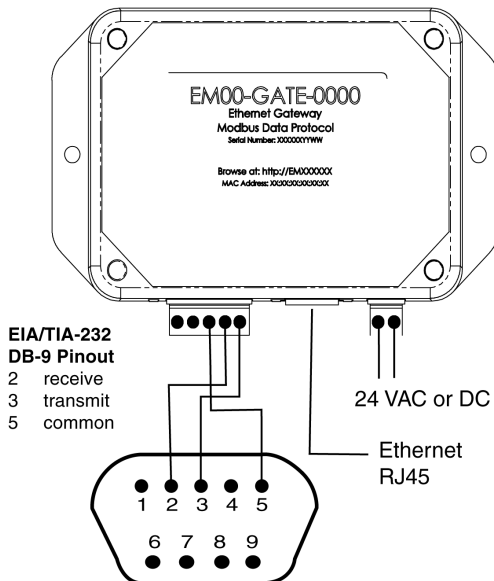 EM00-GATE-0000
Ethernet Gateway
Modbus Data Protocol
Serial Number: XXXXXXYYWW
Browse at: http://EMXXXXXX
MAC Address: XX:XX:XX:XX:XX:XX
EIA/TIA-232
DB-9 Pinout
2 receive
3 transmit
5 common
24 VAC or DC
Ethernet
RJ45
1 2 3 4 5
6 7 8 9